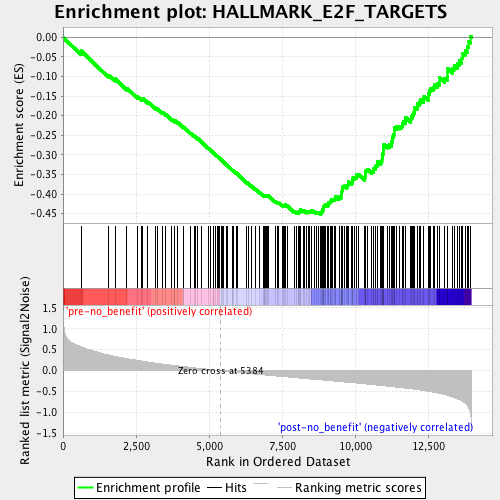 Enrichment plot: HALLMARK_E2F_TARGETS
Enrichment score (ES)
0.00
-0.05
-0.10
-0.15
-0.20
-0.25
-0.30
-0.35
-0.40
-0.45
Ranked list metric (Signal2Noise)
1.5
1.0
0.5
0.0
-0.5
-1.0
-1.5
'pre-no_benefit' (positively correlated)
Zero cross at 5384
'post-no_benefit' (negatively correlated)
0
2,500
5,000
7,500
10,000
12,500
Rank in Ordered Dataset
Enrichment profile
Hits
Ranking metric scores